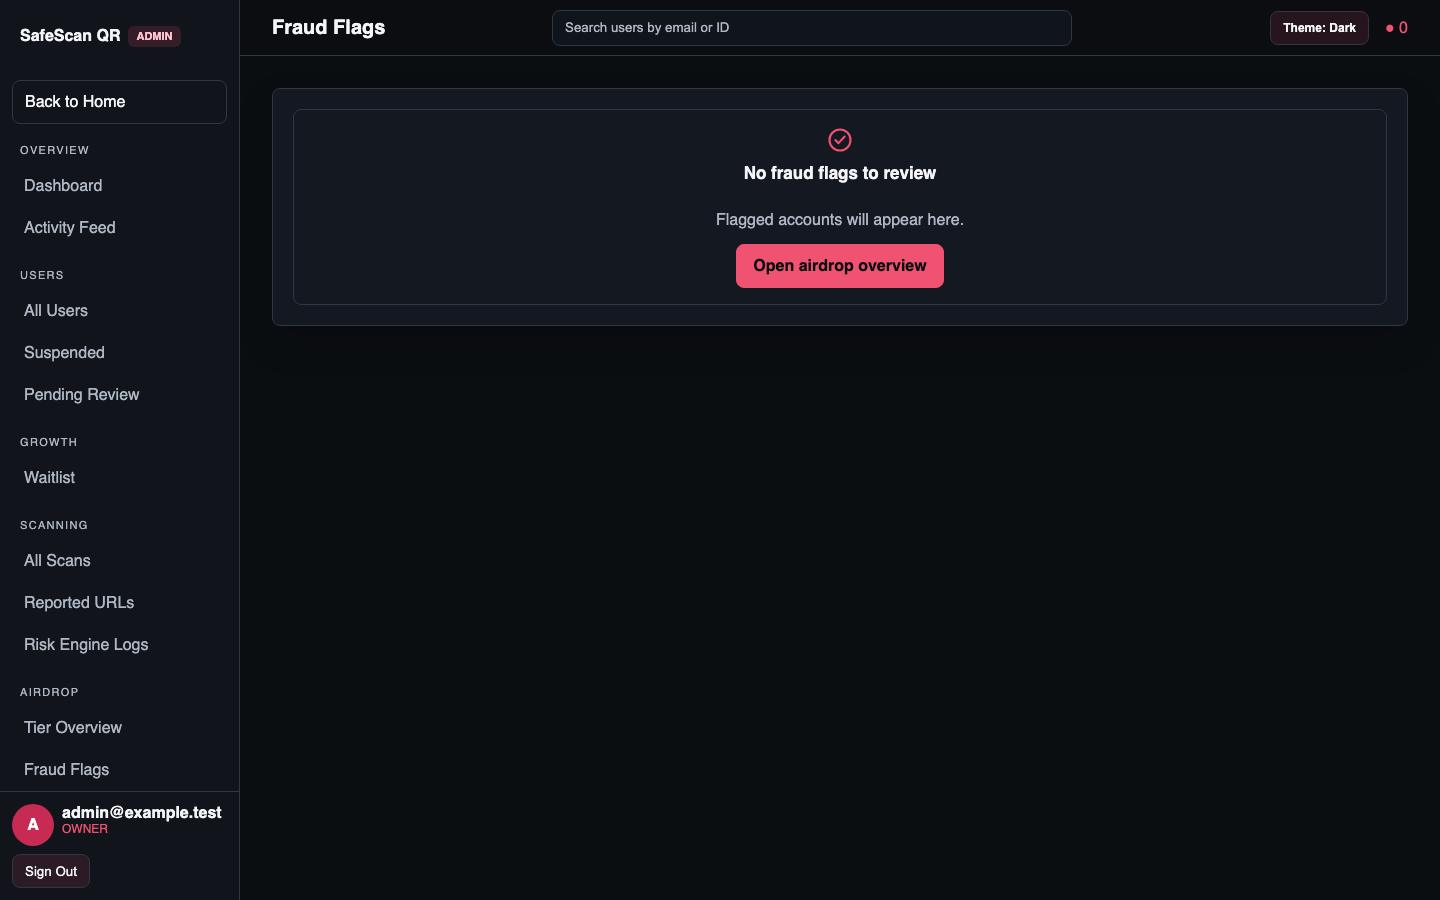 SafeScan QR ADMIN
Back to Home
OVERVIEW
Dashboard
Activity Feed
USERS
All Users
Suspended
Pending Review
GROWTH
Waitlist
SCANNING
All Scans
Reported URLs
Risk Engine Logs
AIRDROP
Tier Overview
Fraud Flags
A
admin@example.test
OWNER
Sign Out
Fraud Flags
Search users by email or ID
Theme: Dark
0
No fraud flags to review
Flagged accounts will appear here.
Open airdrop overview